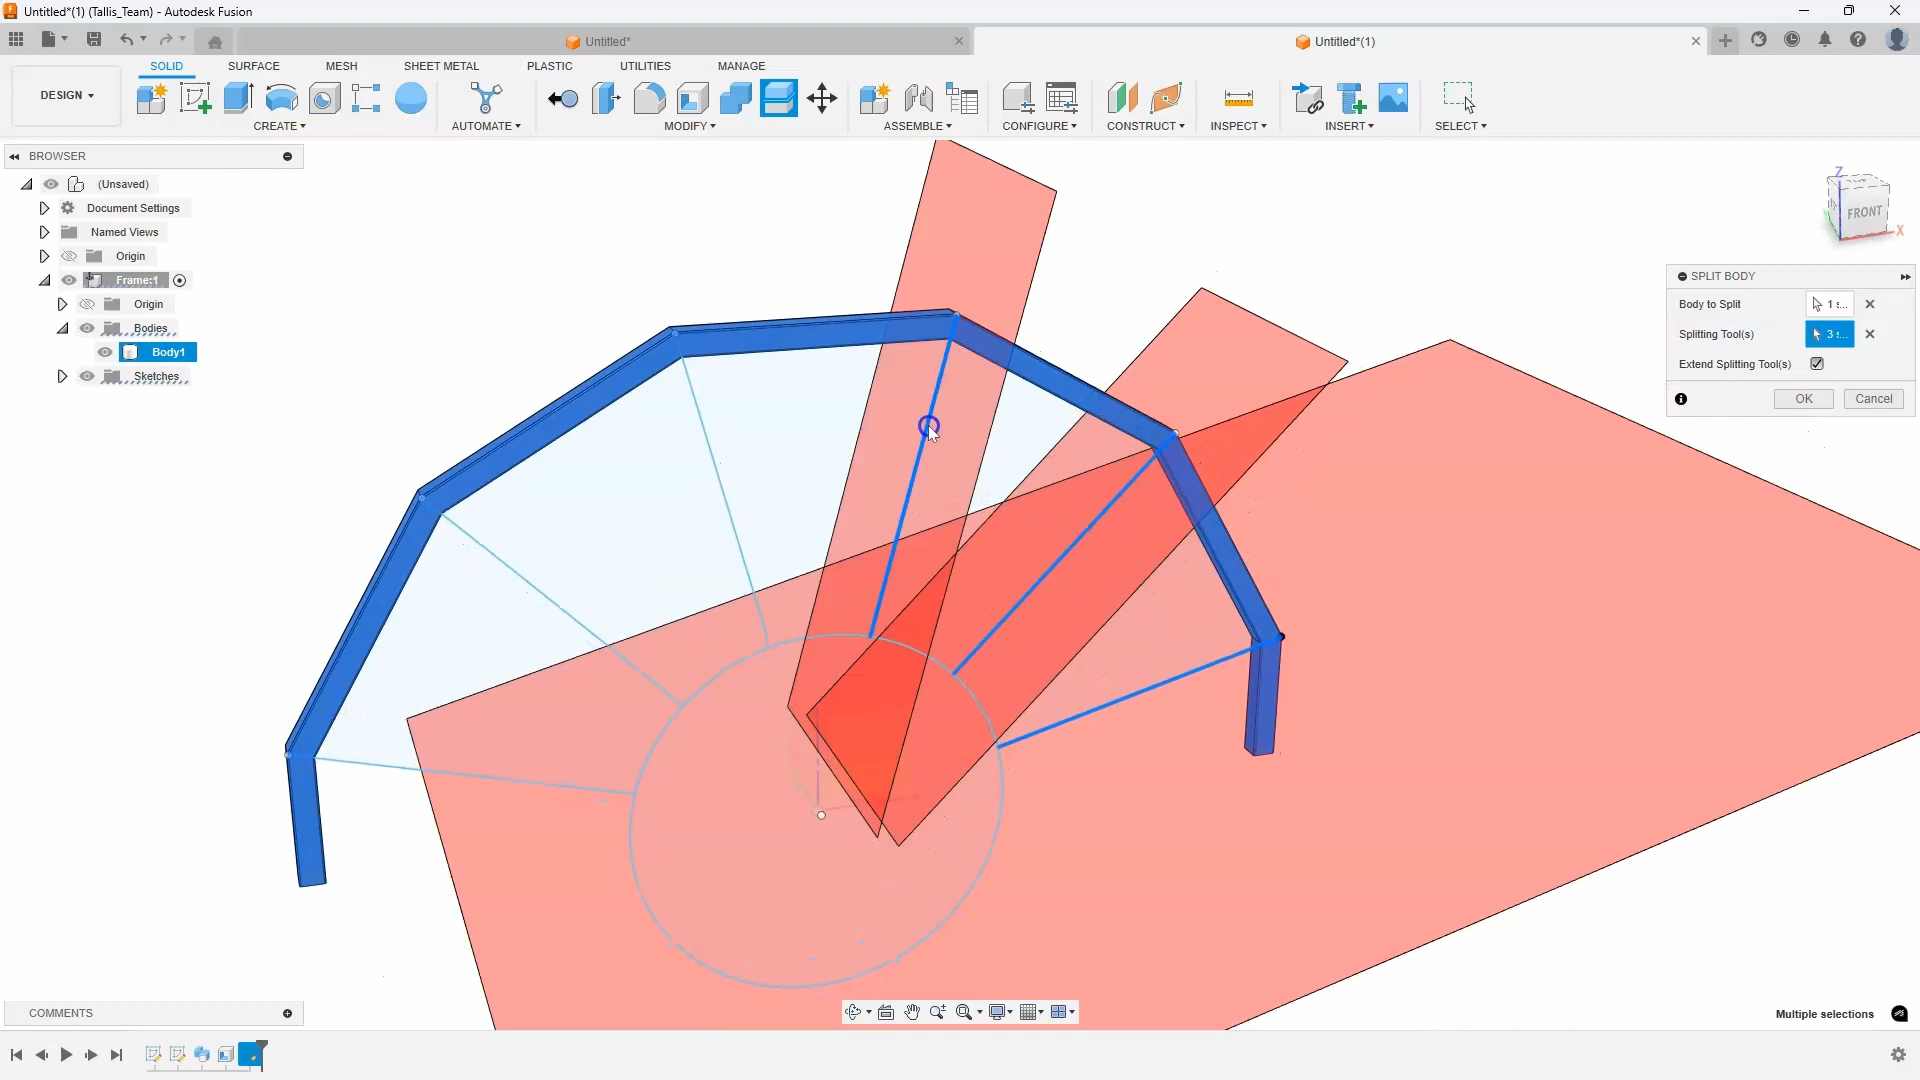 Untitled*(1) (Tallis_Team) - Autodesk Fusion
Untitled*
Untitled*(1)
SOLID
SURFACE
MESH
SHEET METAL
PLASTIC
UTILITIES
MANAGE
DESIGN
CREATE
AUTOMATE
MODIFY
ASSEMBLE
CONFIGURE
CONSTRUCT
INSPECT
INSERT
SELECT
BROWSER
(Unsaved)
Document Settings
Named Views
Origin
Frame:1
Origin
Bodies
Body1
Sketches
Z
FRONT
X
SPLIT BODY
Body to Split
1 s...
Splitting Tool(s)
3 s...
Extend Splitting Tool(s)
OK
Cancel
COMMENTS
Multiple selections